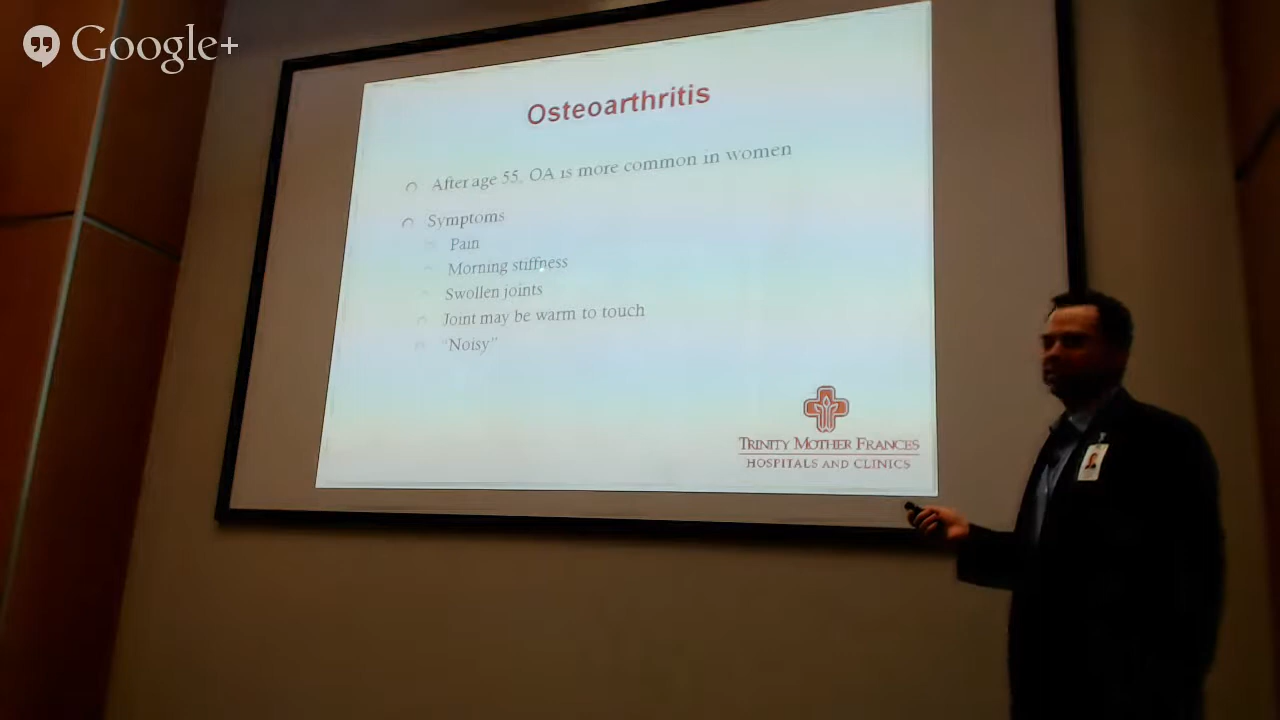 Google+
Osteoarthritis
After age 55, OA is more common in women
Symptoms
Pain
Morning stiffness
Swollen joints
Joint may be warm to touch
"Noisy"
TRINITY MOTHER FRANCES
HOSPITALS AND CLINICS